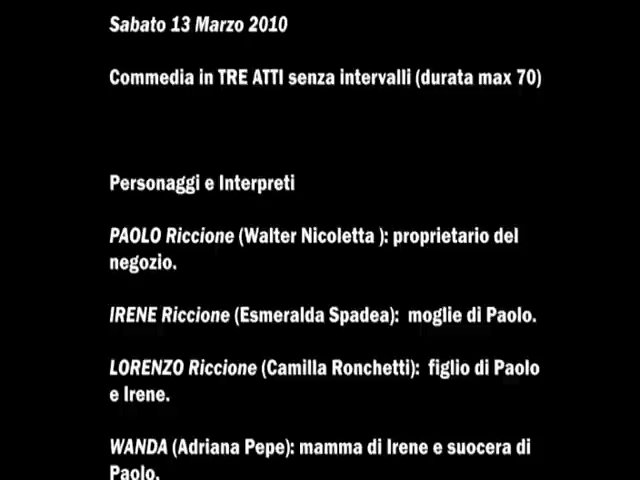 Sabato 13 Marzo 2010
Commedia in TRE ATTI senza intervalli (durata max 70)
Personaggi e Interpreti
PAOLO Riccione (Walter Nicoletta ): proprietario del
negozio.
IRENE Riccione (Esmeralda Spadea):  moglie di Paolo.
LORENZO Riccione (Camilla Ronchetti):  figlio di Paolo
e Irene.
WANDA (Adriana Pepe): mamma di Irene e suocera di
Paolo.